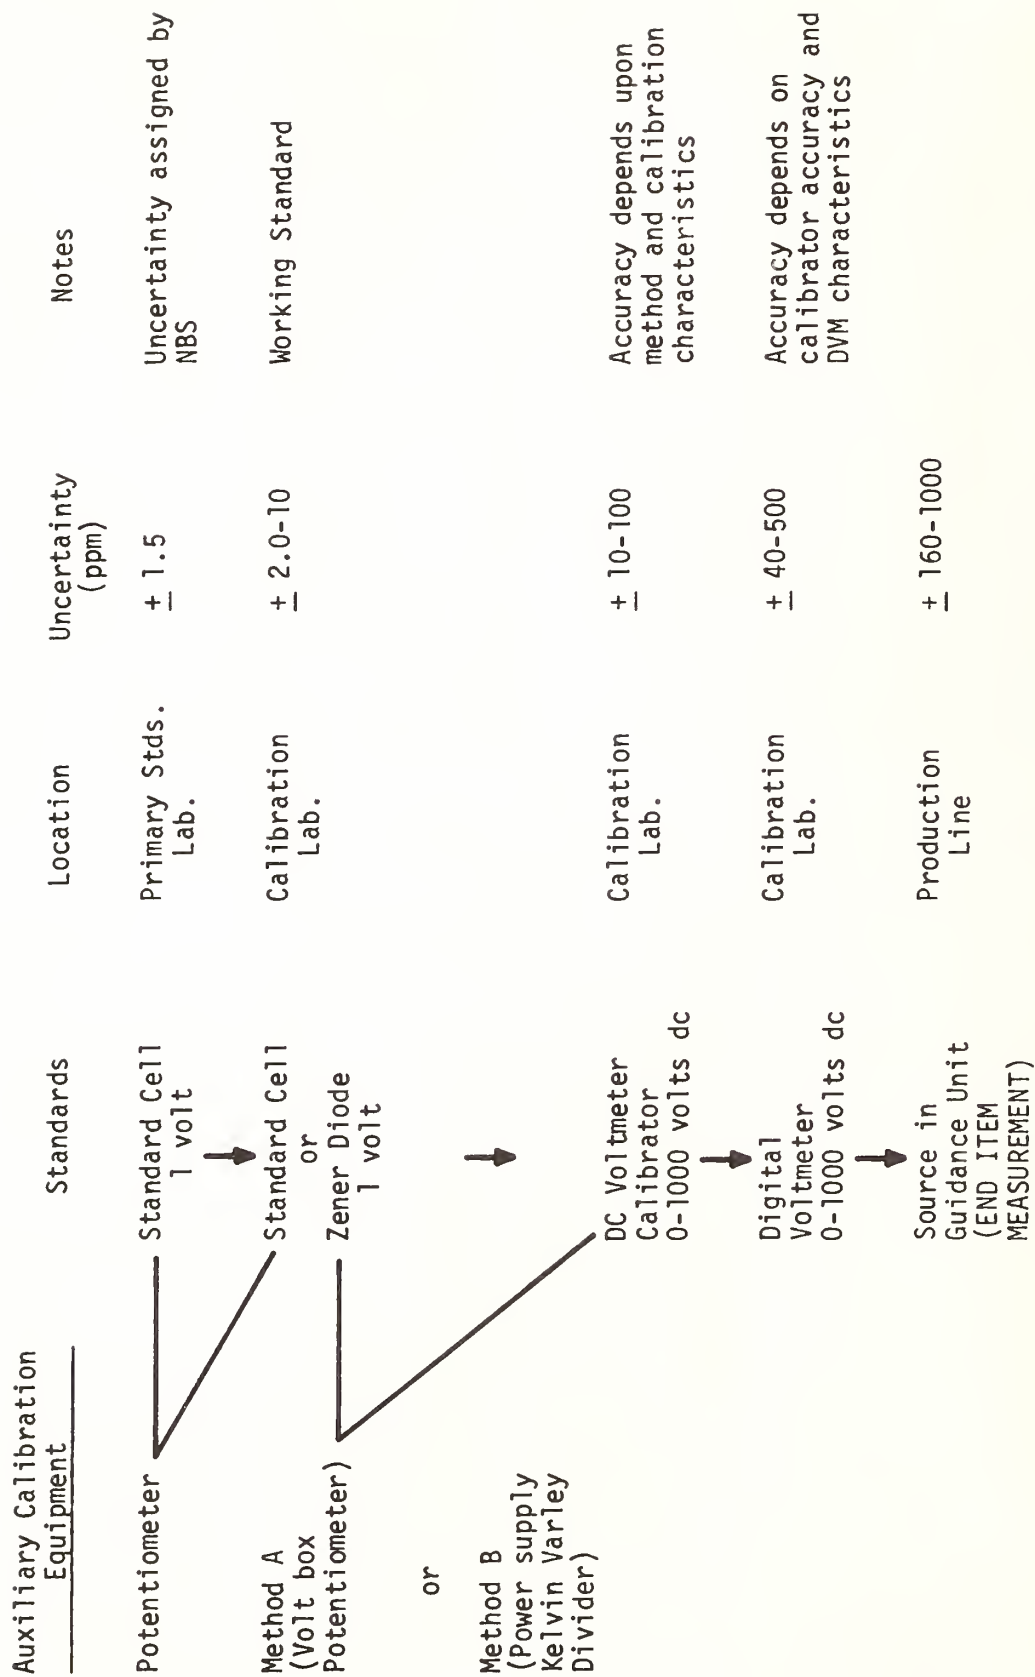 Auxiliary Calibration
Equipment
Standards
Location
Uncertainty
(ppm)
Notes
Potentiometer
Standard Cell
1 volt
Primary Stds.
Lab.
± 1.5
Uncertainty assigned by
NBS
Method A
(Volt box
Potentiometer)
Standard Cell
or
Zener Diode
1 volt
Calibration
Lab.
± 2.0-10
Working Standard
or
Method B
(Power supply
Kelvin Varley
Divider)
DC Voltmeter
Calibrator
0-1000 volts dc
Calibration
Lab.
± 10-100
Accuracy depends upon
method and calibration
characteristics
Digital
Voltmeter
0-1000 volts dc
Calibration
Lab.
± 40-500
Accuracy depends on
calibrator accuracy and
DVM characteristics
Source in
Guidance Unit
(END ITEM
MEASUREMENT)
Production
Line
± 160-1000